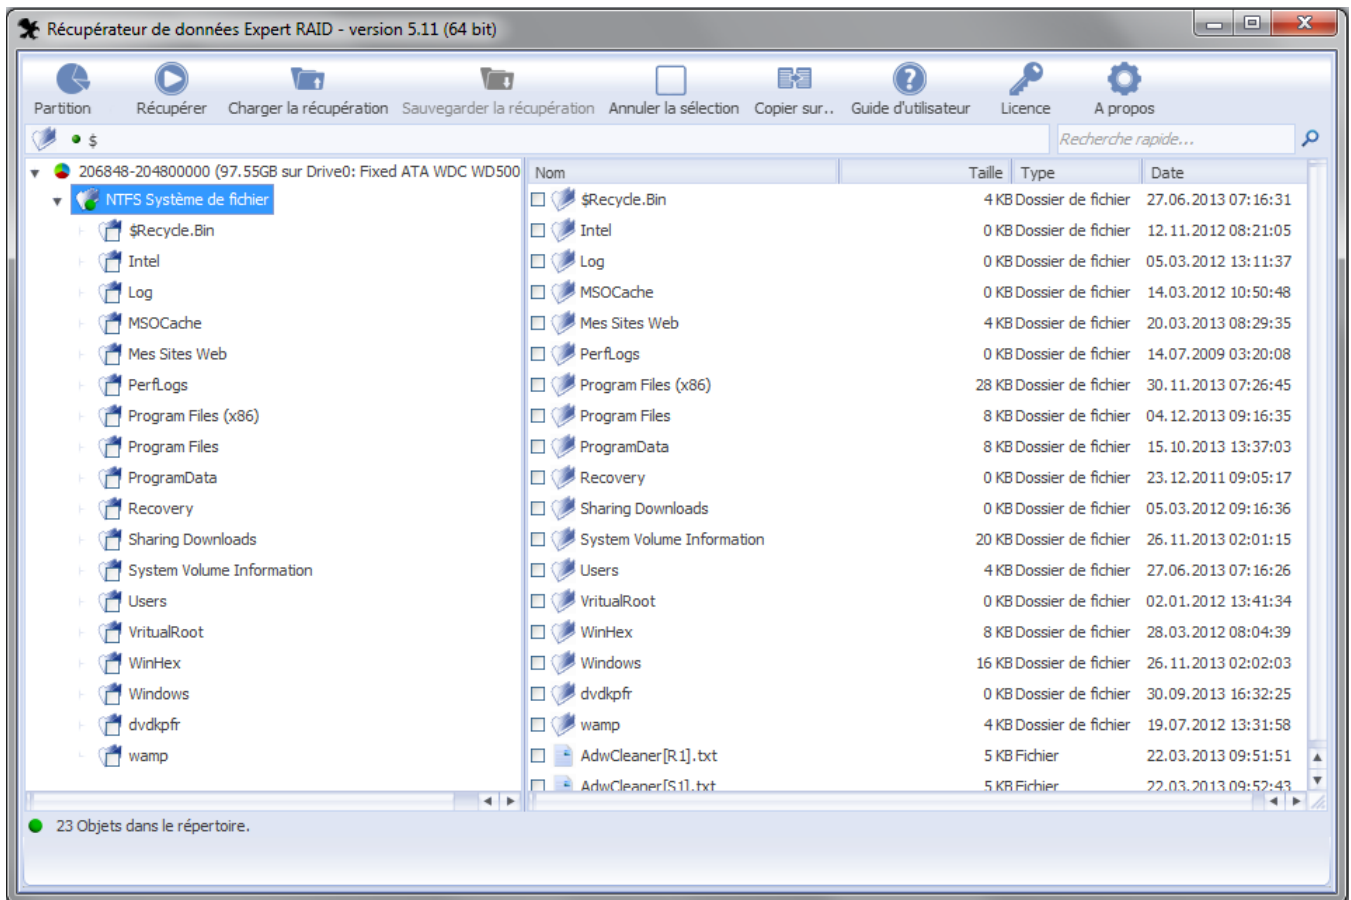 Récupérateur de données Expert RAID - version 5.11 (64 bit)
Partition Récupérer Charger la récupération Sauvegarder la récupération Annuler la sélection Copier sur.. Guide d'utilisateur Licence A propos
$ Recherche rapide...
206848-204800000 (97.55GB sur Drive0: Fixed ATA WDC WD500 Nom Taille Type Date
NTFS Système de fichier $Recycle.Bin 4 KB Dossier de fichier 27.06.2013 07:16:31
$Recycle.Bin Intel 0 KB Dossier de fichier 12.11.2012 08:21:05
Intel Log 0 KB Dossier de fichier 05.03.2012 13:11:37
Log MSOCache 0 KB Dossier de fichier 14.03.2012 10:50:48
MSOCache Mes Sites Web 4 KB Dossier de fichier 20.03.2013 08:29:35
Mes Sites Web PerfLogs 0 KB Dossier de fichier 14.07.2009 03:20:08
PerfLogs Program Files (x86) 28 KB Dossier de fichier 30.11.2013 07:26:45
Program Files (x86) Program Files 8 KB Dossier de fichier 04.12.2013 09:16:35
Program Files ProgramData 8 KB Dossier de fichier 15.10.2013 13:37:03
ProgramData Recovery 0 KB Dossier de fichier 23.12.2011 09:05:17
Recovery Sharing Downloads 0 KB Dossier de fichier 05.03.2012 09:16:36
Sharing Downloads System Volume Information 20 KB Dossier de fichier 26.11.2013 02:01:15
System Volume Information Users 4 KB Dossier de fichier 27.06.2013 07:16:26
Users VritualRoot 0 KB Dossier de fichier 02.01.2012 13:41:34
VritualRoot WinHex 8 KB Dossier de fichier 28.03.2012 08:04:39
WinHex Windows 16 KB Dossier de fichier 26.11.2013 02:02:03
Windows dvdkpfr 0 KB Dossier de fichier 30.09.2013 16:32:25
dvdkpfr wamp 4 KB Dossier de fichier 19.07.2012 13:31:58
wamp AdwCleaner[R1].txt 5 KB Fichier 22.03.2013 09:51:51
AdwCleaner[S1].txt 5 KB Fichier 22.03.2013 09:52:43
23 Objets dans le répertoire.